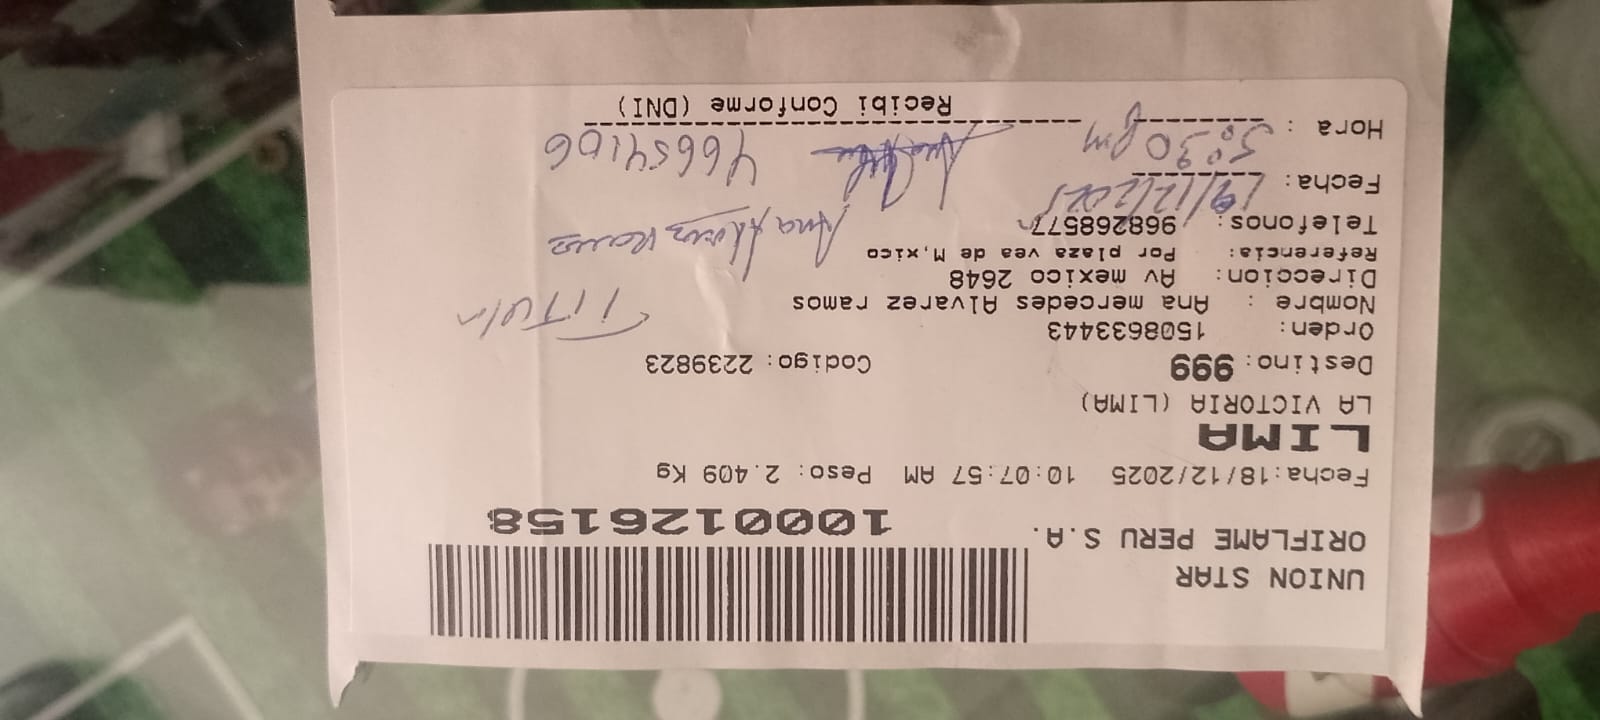 UNION STAR
ORIFLAME PERU S.A.
1000126158
Fecha:18/12/2025 10:07:57 AM Peso: 2.409 Kg
LIMA
LA VICTORIA (LIMA)
Destino: 999 Codigo: 2239823
Orden: 1508633443
Nombre : Ana mercedes Alvarez ramos
TiTular
Direccion: Av mexico 2648
Referencia: Por plaza vea de M,xico
Telefonos: 968268577
Ana Alvarez Ramos
Fecha: 19/12/2025
46654106
Hora : 5:30 pm
Recibi Conforme (DNI)